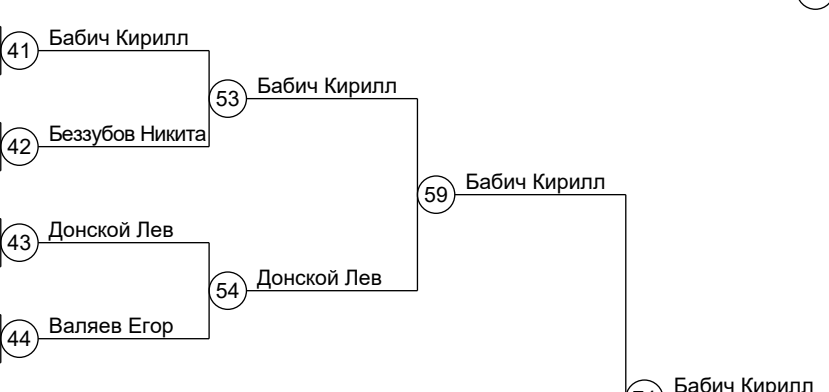 41 Бабич Кирилл
53 Бабич Кирилл
42 Беззубов Никита
59 Бабич Кирилл
43 Донской Лев
54 Донской Лев
44 Валяев Егор
Бабич Кирилл